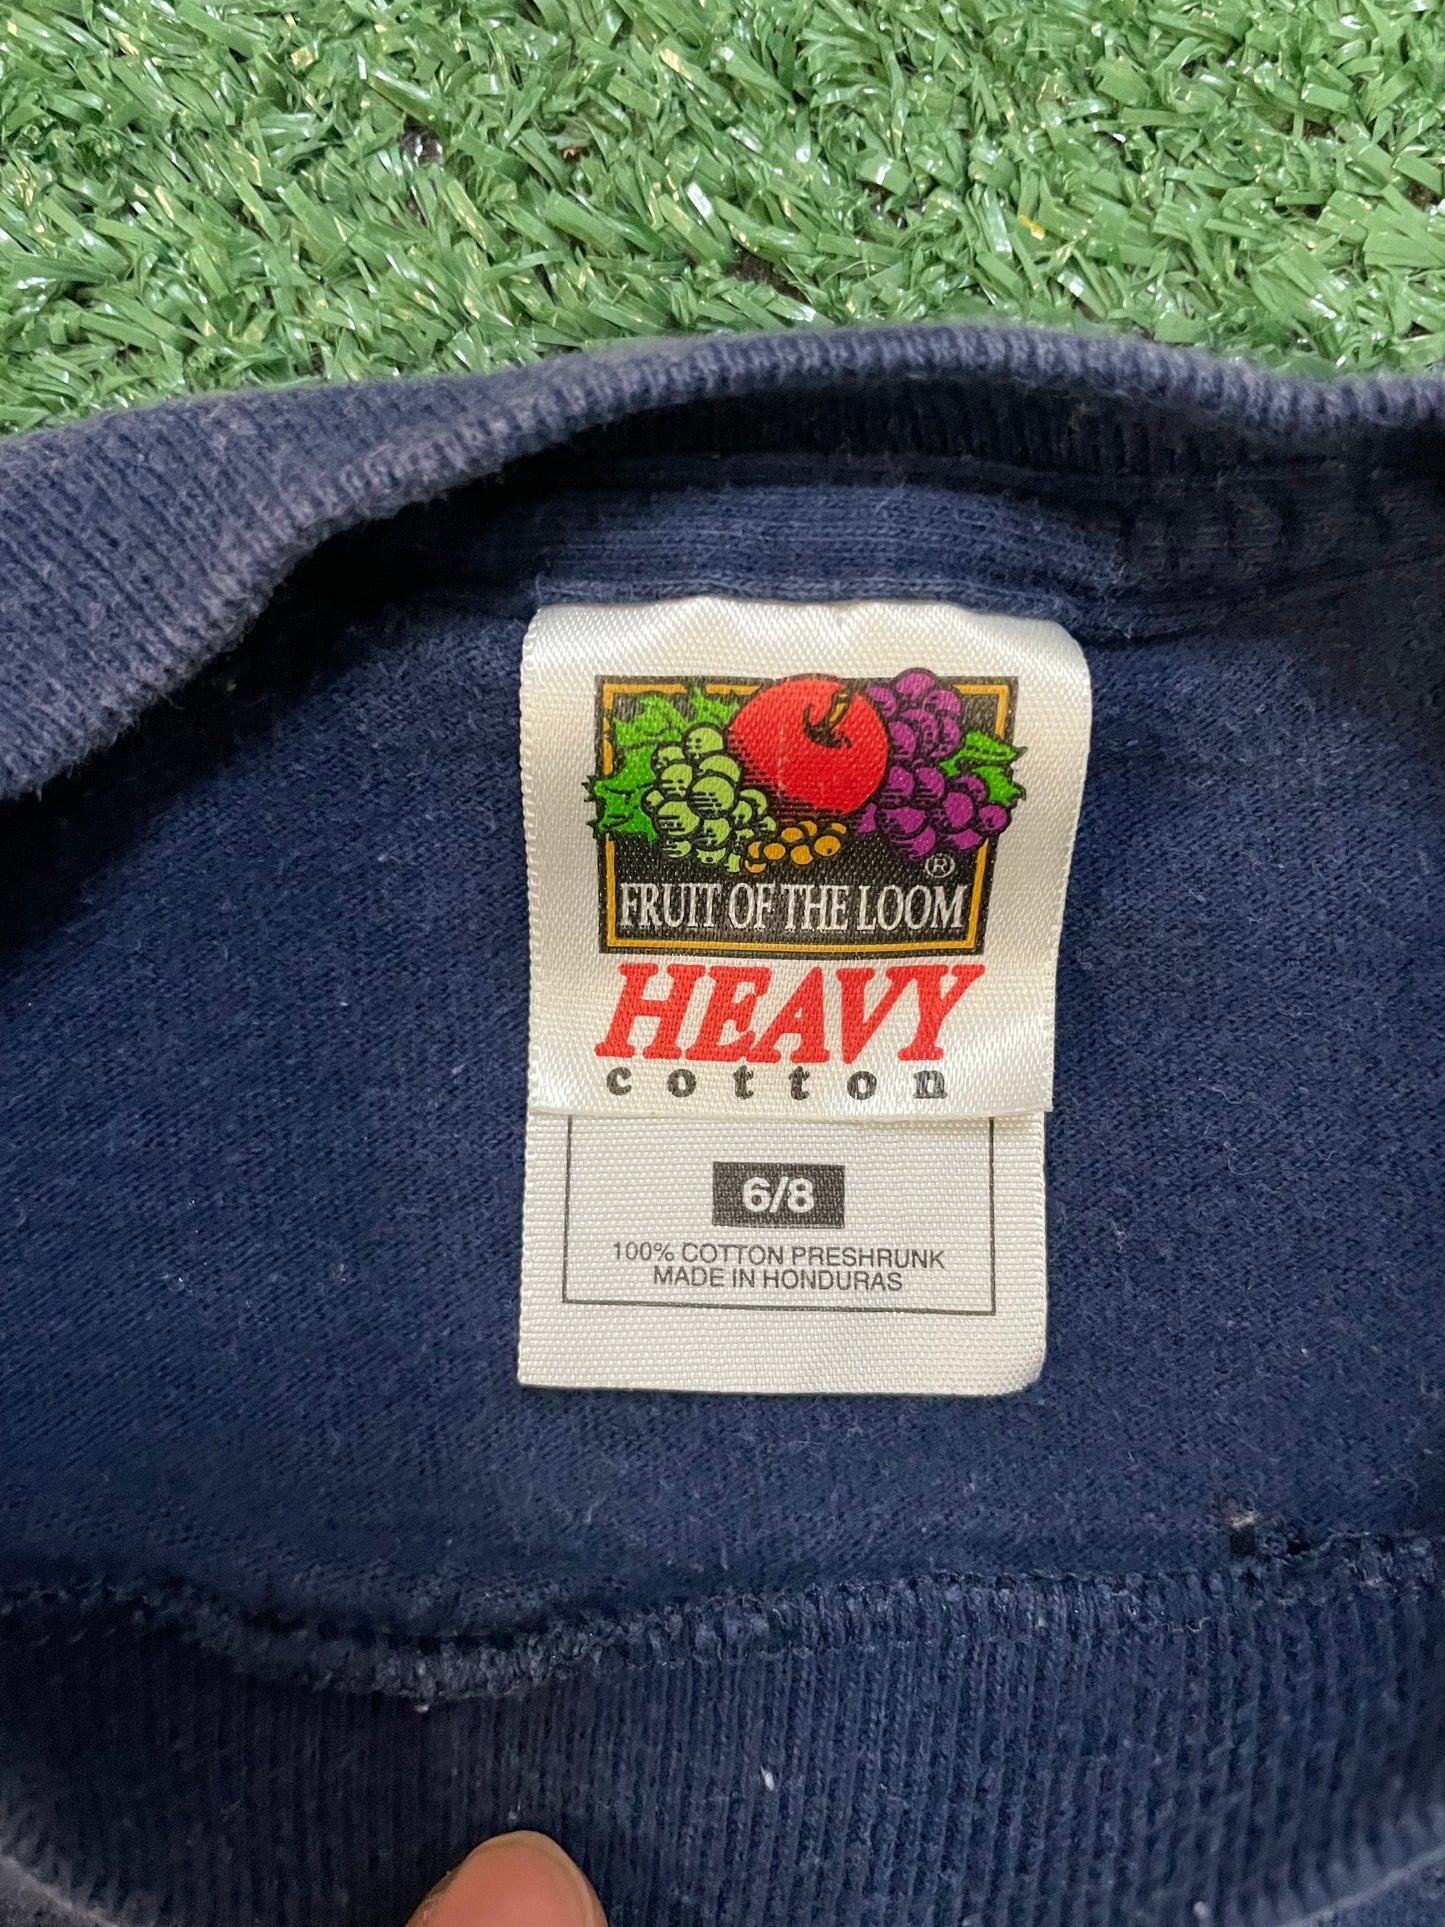 ®
FRUIT OF THE LOOM
HEAVY
cotton
6/8
100% COTTON PRESHRUNK
MADE IN HONDURAS